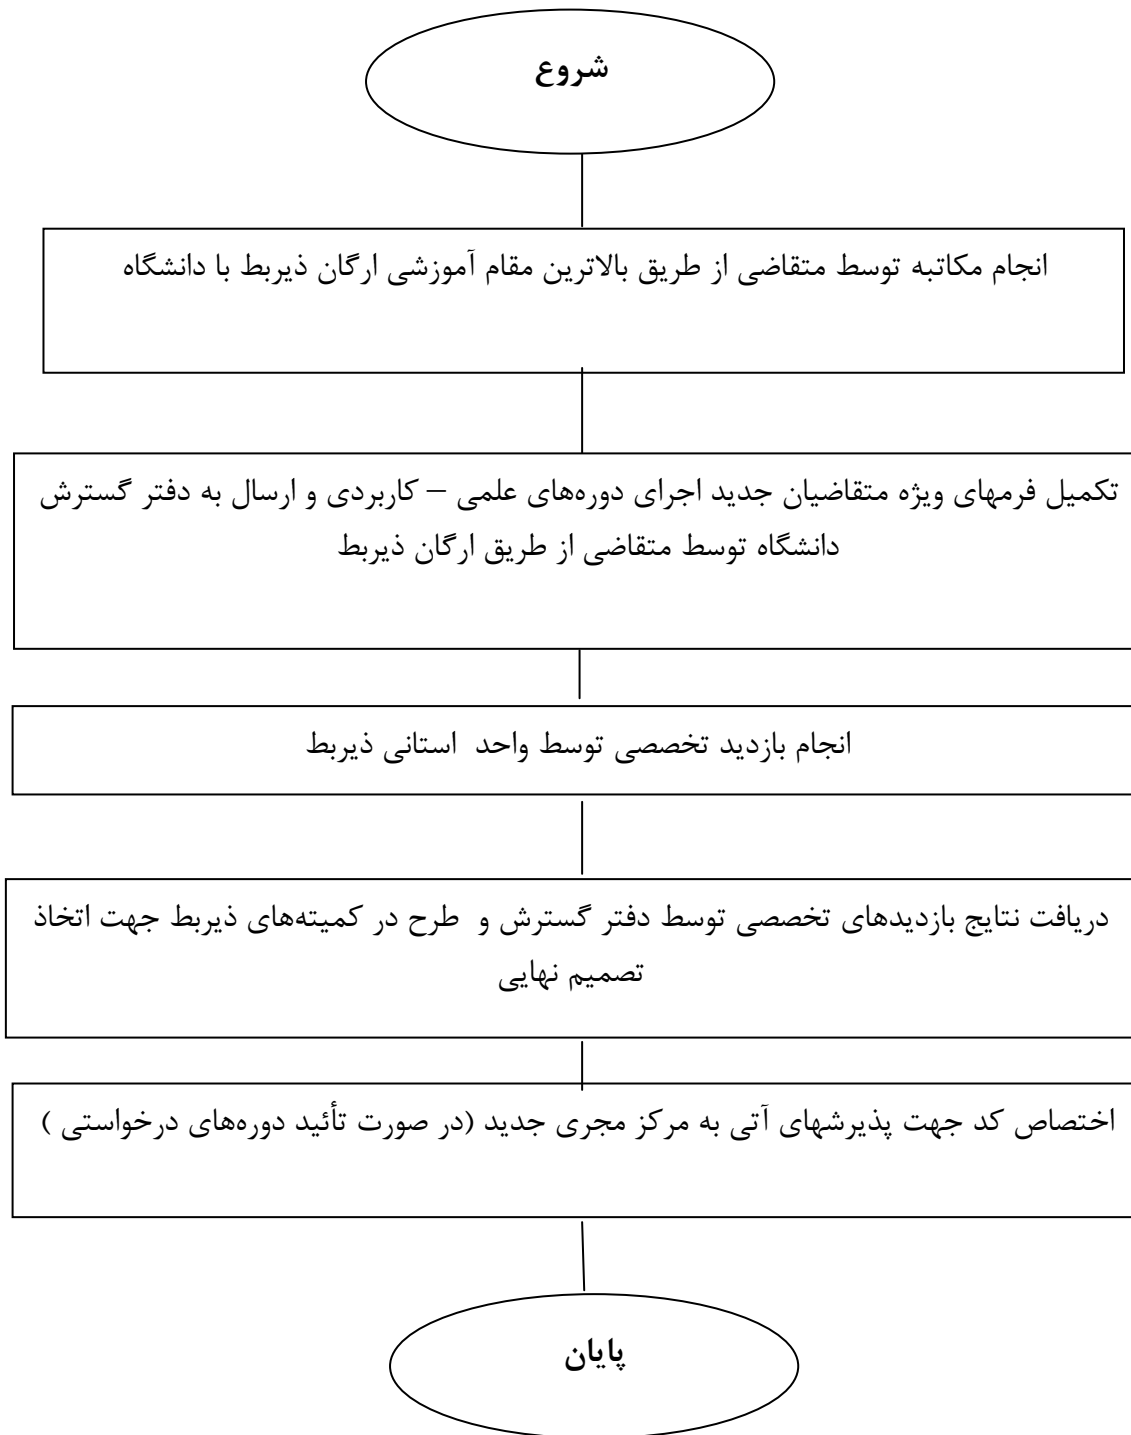 شروع
انجام مکاتبه توسط متقاضی از طریق بالاترین مقام آموزشی ارگان ذیربط با دانشگاه
تکمیل فرمهای ویژه متقاضیان جدید اجرای دوره‌های علمی – کاربردی و ارسال به دفتر گسترش
دانشگاه توسط متقاضی از طریق ارگان ذیربط
انجام بازدید تخصصی توسط واحد استانی ذیربط
دریافت نتایج بازدیدهای تخصصی توسط دفتر گسترش و طرح در کمیته‌های ذیربط جهت اتخاذ
تصمیم نهایی
اختصاص کد جهت پذیرشهای آتی به مرکز مجری جدید (در صورت تأئید دوره‌های درخواستی )
پایان